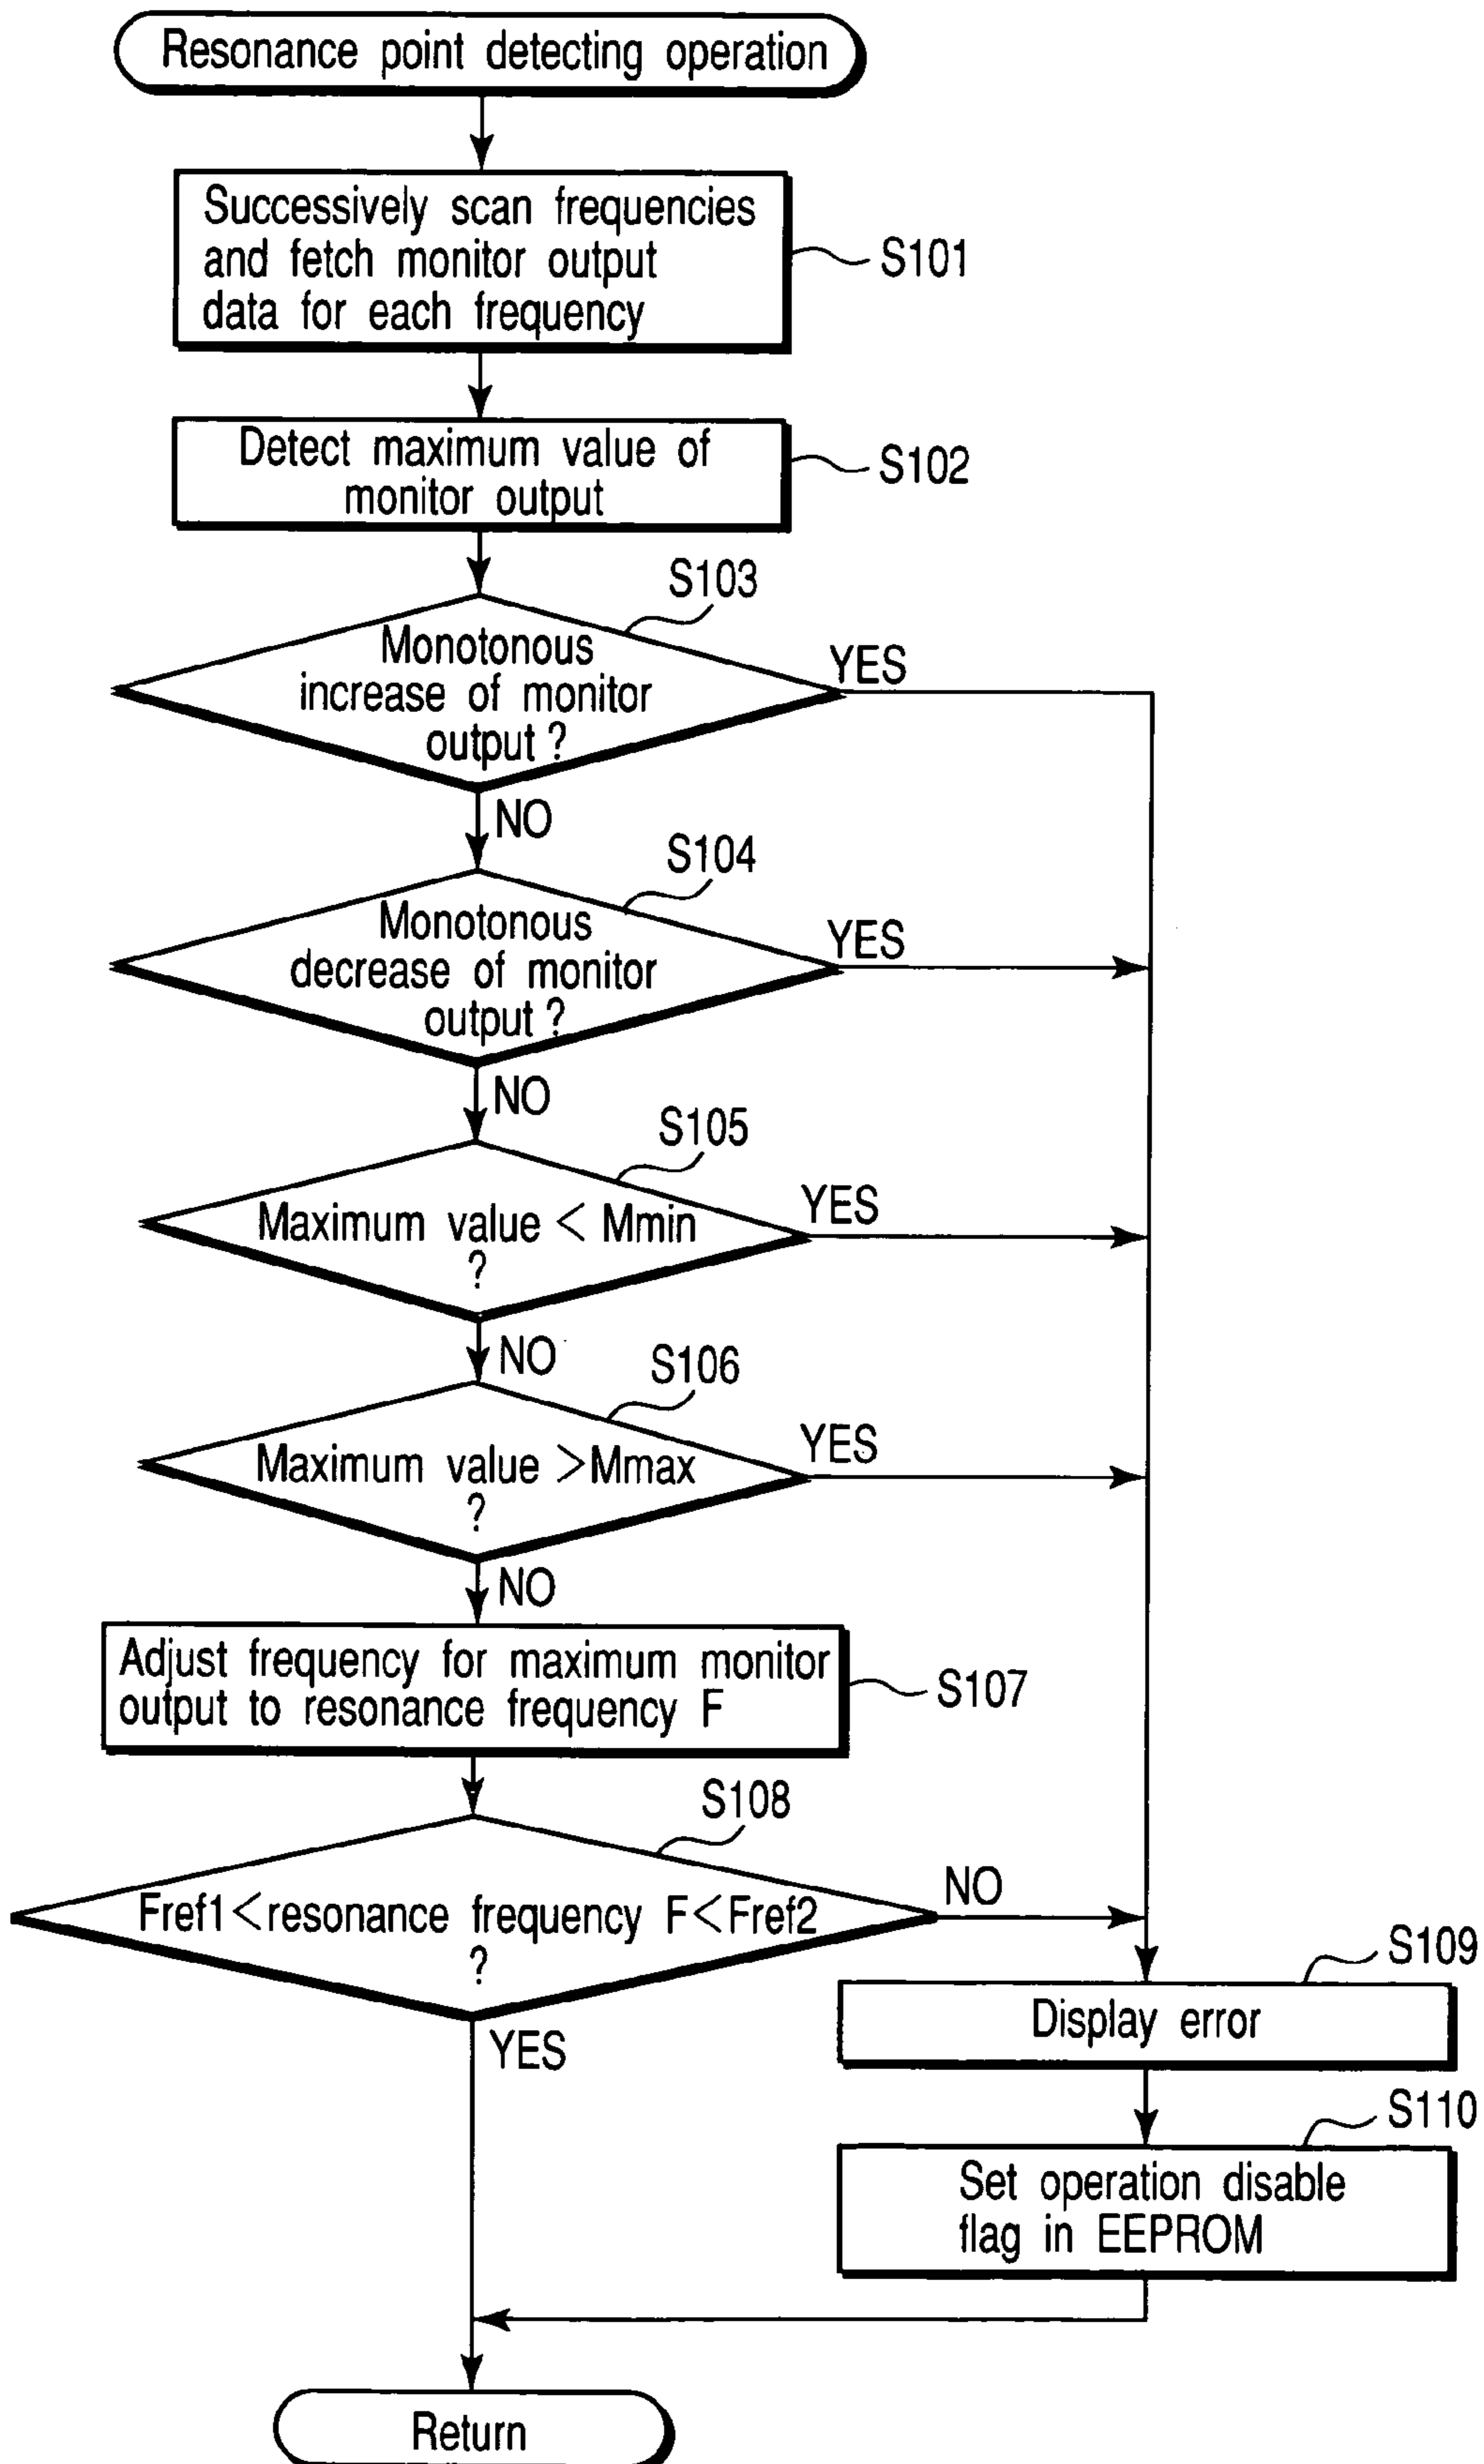 Resonance point detecting operation
Successively scan frequencies
and fetch monitor output
data for each frequency
S101
Detect maximum value of
monitor output
S102
S103
Monotonous
increase of monitor
output ?
YES
NO
S104
Monotonous
decrease of monitor
output ?
YES
NO
S105
Maximum value < Mmin
?
YES
NO
S106
Maximum value >Mmax
?
YES
NO
Adjust frequency for maximum monitor
output to resonance frequency F
S107
S108
Fref1<resonance frequency F<Fref2
?
NO
YES
S109
Display error
S110
Set operation disable
flag in EEPROM
Return